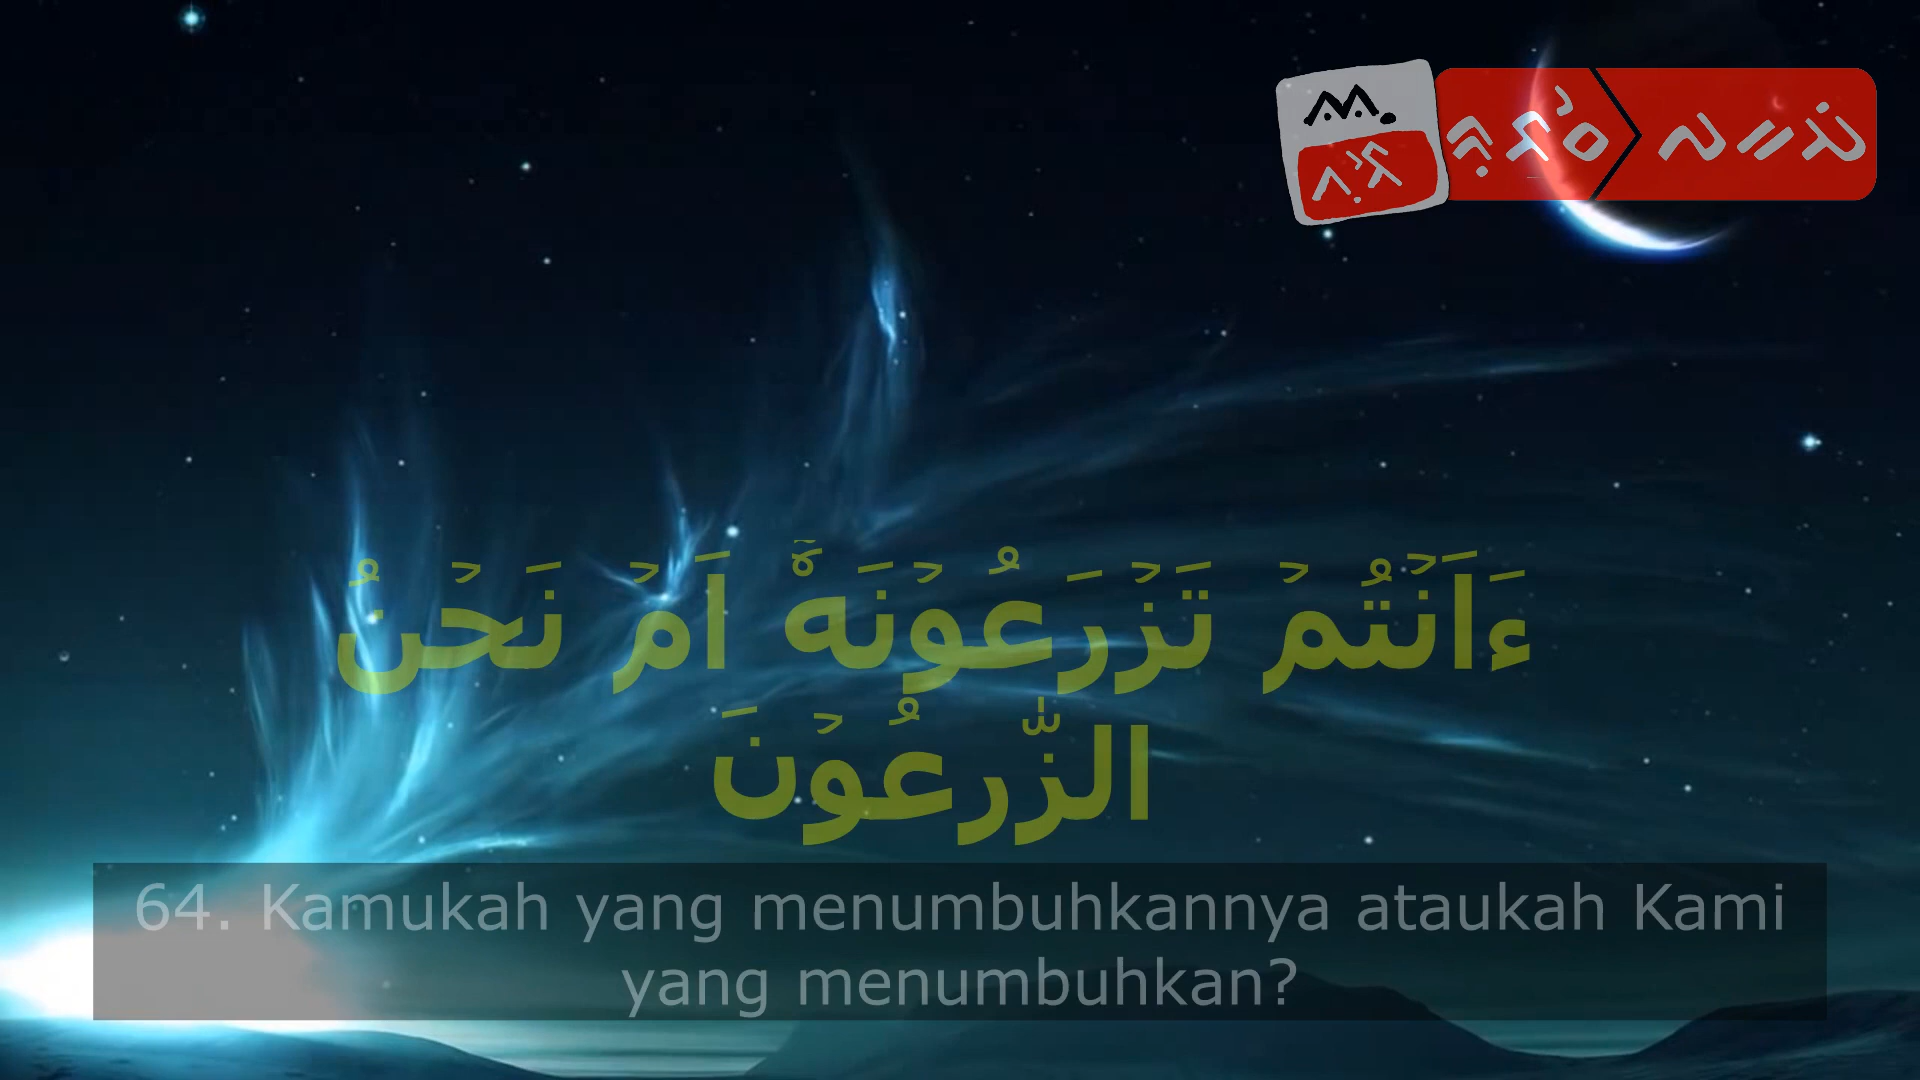 ءَاَنۡتُمۡ تَزۡرَعُوۡنَهٗۤ اَمۡ نَحۡنُ
الزّٰرِعُوۡنَ
64. Kamukah yang menumbuhkannya ataukah Kami
yang menumbuhkan?